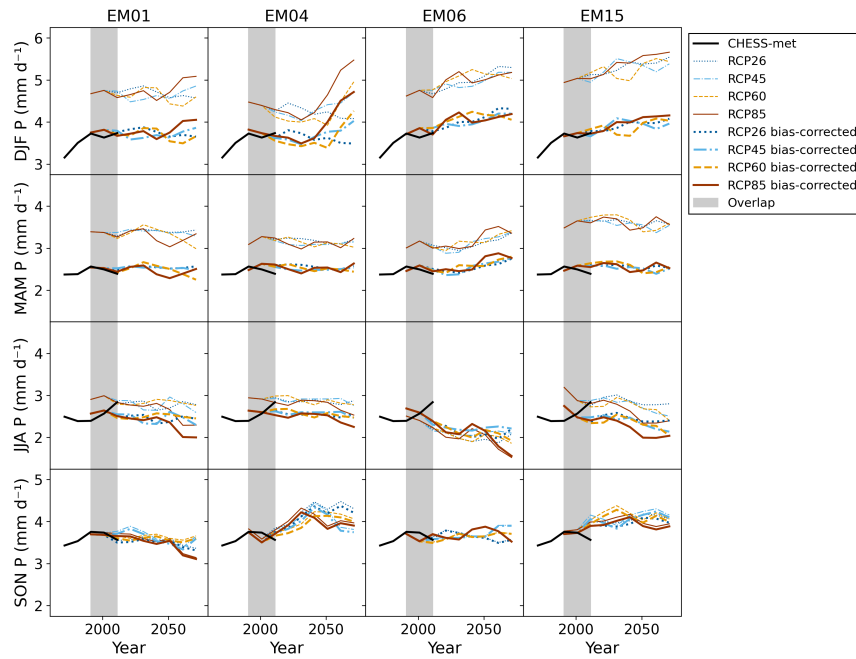 EM01 EM04 EM06 EM15
DJF P (mm d⁻¹)
6
5
4
3
MAM P (mm d⁻¹)
4
3
2
JJA P (mm d⁻¹)
4
3
2
SON P (mm d⁻¹)
5
4
3
2
2000 2050 2000 2050 2000 2050 2000 2050
Year Year Year Year
CHESS-met
RCP26
RCP45
RCP60
RCP85
RCP26 bias-corrected
RCP45 bias-corrected
RCP60 bias-corrected
RCP85 bias-corrected
Overlap